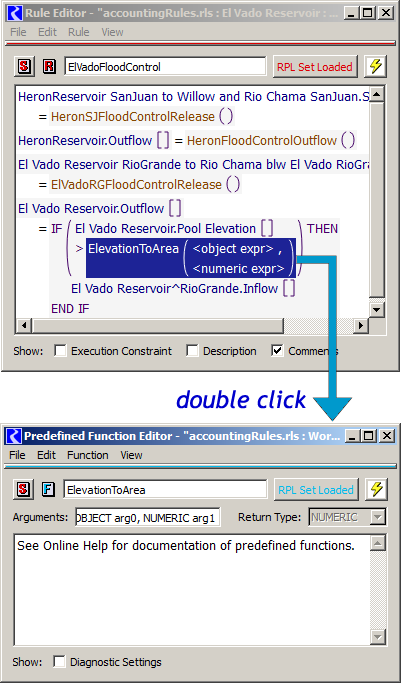 Rule Editor - "accountingRules.rls : El Vado Reservoir : R...
File Edit Rule View
S R ElVadoFloodControl RPL Set Loaded
HeronReservoir SanJuan to Willow and Rio Chama SanJuan.S
= HeronSJFloodControlRelease ()
HeronReservoir.Outflow [] = HeronFloodControlOutflow ()
El Vado Reservoir RioGrande to Rio Chama blw El Vado RioGra
= ElVadoRGFloodControlRelease ()
El Vado Reservoir.Outflow []
= IF ( El Vado Reservoir.Pool Elevation [] ) THEN
> ElevationToArea ( <object expr> ,
<numeric expr> )
El Vado Reservoir^RioGrande.Inflow []
END IF
Show: Execution Constraint Description Comments
double click
Predefined Function Editor - "accountingRules.rls : Wor...
File Edit Function View
S F ElevationToArea RPL Set Loaded
Arguments: OBJECT arg0, NUMERIC arg1 Return Type: NUMERIC
See Online Help for documentation of predefined functions.
Show: Diagnostic Settings